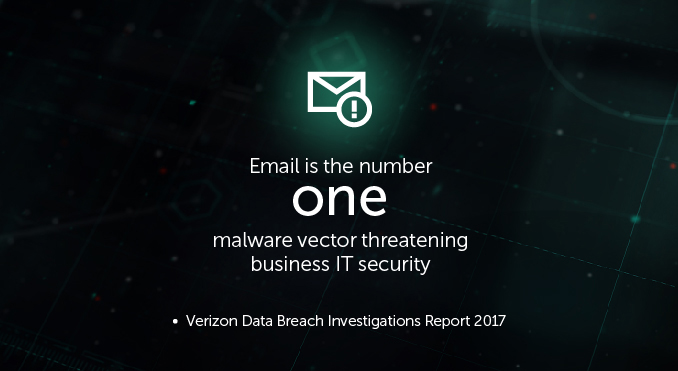 Email is the number
one
malware vector threatening
business IT security
• Verizon Data Breach Investigations Report 2017